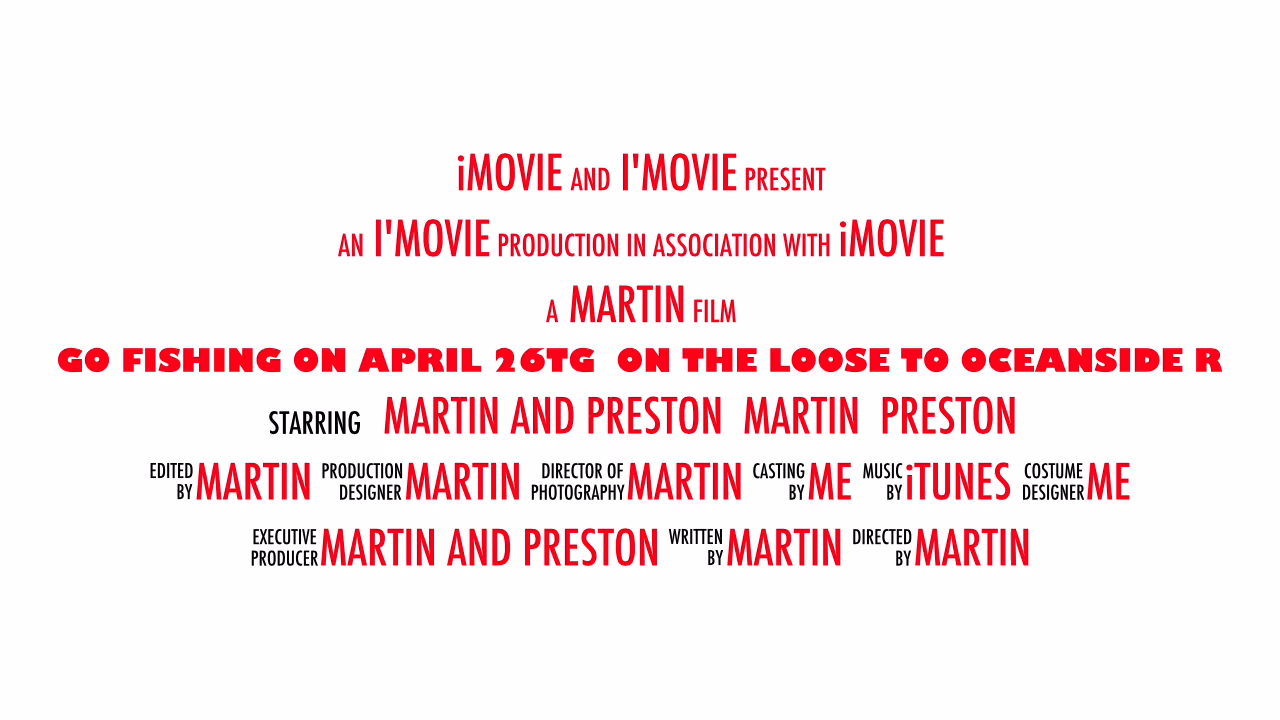 iMOVIE AND I'MOVIE PRESENT
AN I'MOVIE PRODUCTION IN ASSOCIATION WITH iMOVIE
A MARTIN FILM
GO FISHING ON APRIL 26TG ON THE LOOSE TO OCEANSIDE R
STARRING MARTIN AND PRESTON MARTIN PRESTON
EDITED BY MARTIN PRODUCTION DESIGNER MARTIN DIRECTOR OF PHOTOGRAPHY MARTIN CASTING BY ME MUSIC BY iTUNES COSTUME DESIGNER ME
EXECUTIVE PRODUCER MARTIN AND PRESTON WRITTEN BY MARTIN DIRECTED BY MARTIN